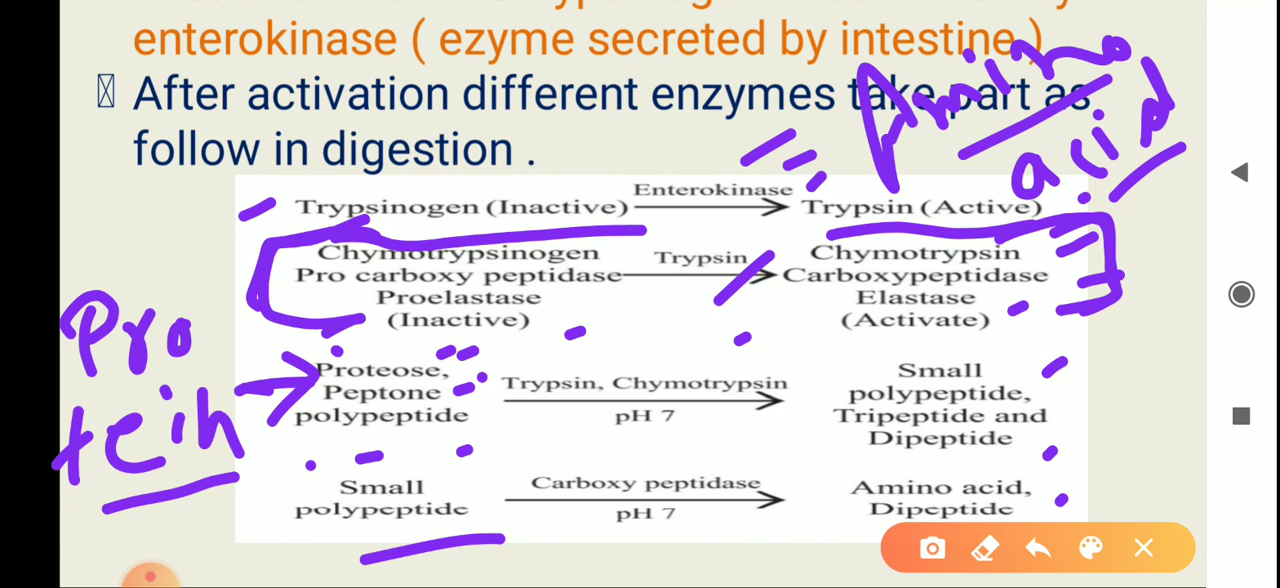 enterokinase ( ezyme secreted by intestine )
After activation different enzymes take part as
follow in digestion .
Amino
acid
Trypsinogen (Inactive) Enterokinase Trypsin (Active)
Chymotrypsinogen Trypsin Chymotrypsin
Pro carboxy peptidase Carboxypeptidase
Proelastase Elastase
(Inactive) (Activate)
Pro
tein
Proteose, Small
Peptone Trypsin, Chymotrypsin polypeptide,
polypeptide pH 7 Tripeptide and
Dipeptide
Small Carboxy peptidase Amino acid,
polypeptide pH 7 Dipeptide